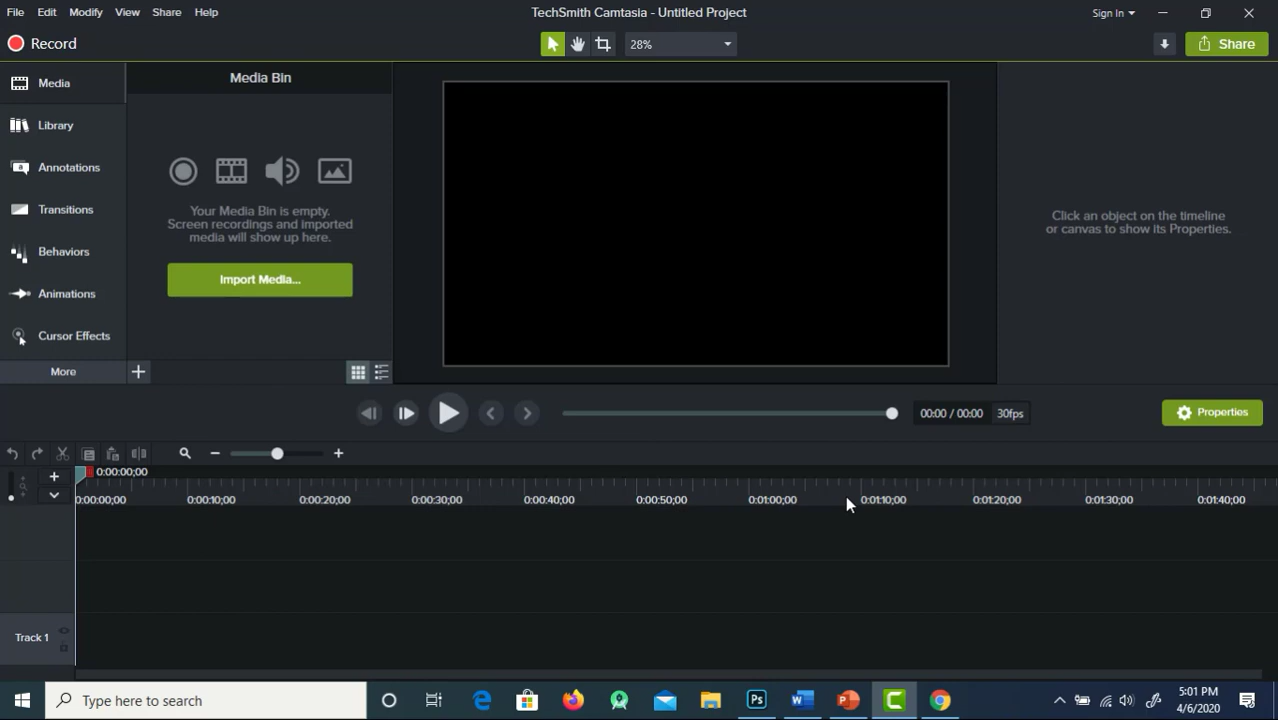 File Edit Modify View Share Help
TechSmith Camtasia - Untitled Project
Sign In
Record
28%
Share
Media
Library
Annotations
Transitions
Behaviors
Animations
Cursor Effects
More
Media Bin
Your Media Bin is empty.
Screen recordings and imported
media will show up here.
Import Media...
Click an object on the timeline
or canvas to show its Properties.
00:00 / 00:00 30fps
Properties
0:00:00;00
0:00:00;00 0:00:10;00 0:00:20;00 0:00:30;00 0:00:40;00 0:00:50;00 0:01:00;00 0:01:10;00 0:01:20;00 0:01:30;00 0:01:40;00
Track 1
Type here to search
Ps
5:01 PM
4/6/2020